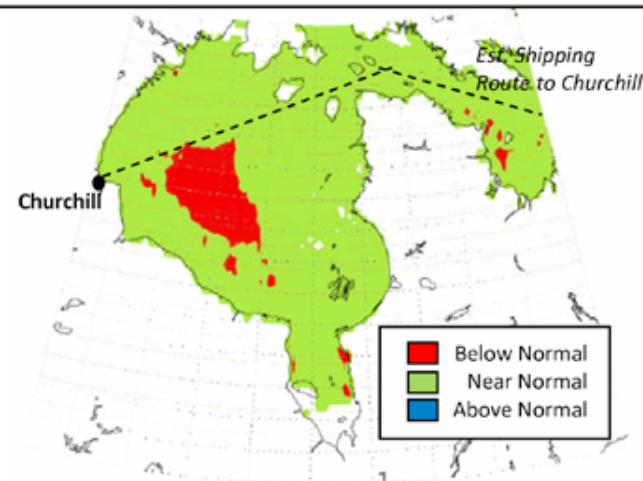 Est. Shipping
Route to Churchill
Churchill
Below Normal
Near Normal
Above Normal